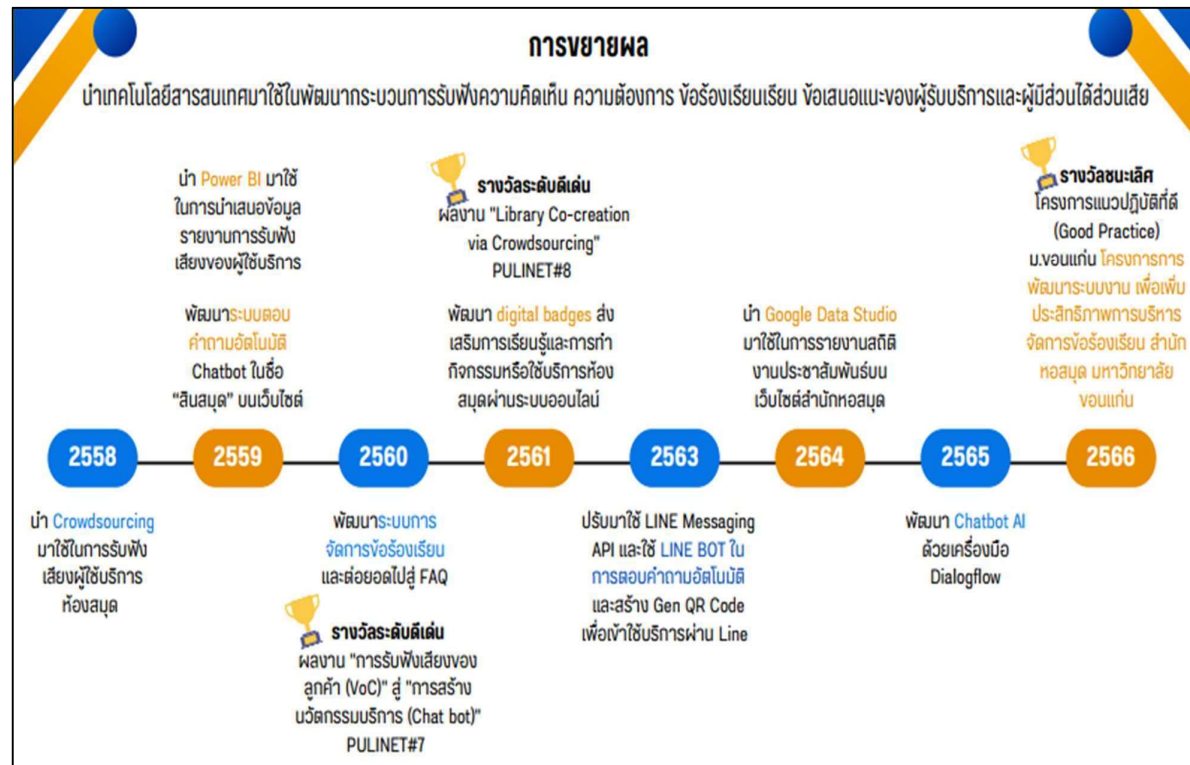 การขยายผล
นำเทคโนโลยีสารสนเทศมาใช้ในพัฒนากระบวนการรับฟังความคิดเห็น ความต้องการ ข้อร้องเรียนเรียน ข้อเสนอแนะของผู้รับบริการและผู้มีส่วนได้ส่วนเสีย
นำ Power BI มาใช้
ในการนำเสนอข้อมูล
รายงานการรับฟัง
เสียงของผู้ใช้บริการ
พัฒนาระบบตอบ
คำถามอัตโนมัติ
Chatbot ในชื่อ
“สินสมุด” บนเว็บไซต์
รางวัลระดับดีเด่น
ผลงาน "Library Co-creation
via Crowdsourcing"
PULINET#8
พัฒนา digital badges ส่ง
เสริมการเรียนรู้และการทำ
กิจกรรมหรือใช้บริการห้อง
สมุดผ่านระบบออนไลน์
นำ Google Data Studio
มาใช้ในการรายงานสถิติ
งานประชาสัมพันธ์บน
เว็บไซต์สำนักหอสมุด
รางวัลชนะเลิศ
โครงการแนวปฏิบัติที่ดี
(Good Practice)
ม.ขอนแก่น โครงการการ
พัฒนาระบบงาน เพื่อเพิ่ม
ประสิทธิภาพการบริหาร
จัดการข้อร้องเรียน สำนัก
หอสมุด มหาวิทยาลัย
ขอนแก่น
2558
2559
2560
2561
2563
2564
2565
2566
นำ Crowdsourcing
มาใช้ในการรับฟัง
เสียงผู้ใช้บริการ
ห้องสมุด
พัฒนาระบบการ
จัดการข้อร้องเรียน
และต่อยอดไปสู่ FAQ
รางวัลระดับดีเด่น
ผลงาน "การรับฟังเสียงของ
ลูกค้า (VoC)" สู่ "การสร้าง
นวัตกรรมบริการ (Chat bot)"
PULINET#7
ปรับมาใช้ LINE Messaging
API และใช้ LINE BOT ใน
การตอบคำถามอัตโนมัติ
และสร้าง Gen QR Code
เพื่อเข้าใช้บริการผ่าน Line
พัฒนา Chatbot AI
ด้วยเครื่องมือ
Dialogflow